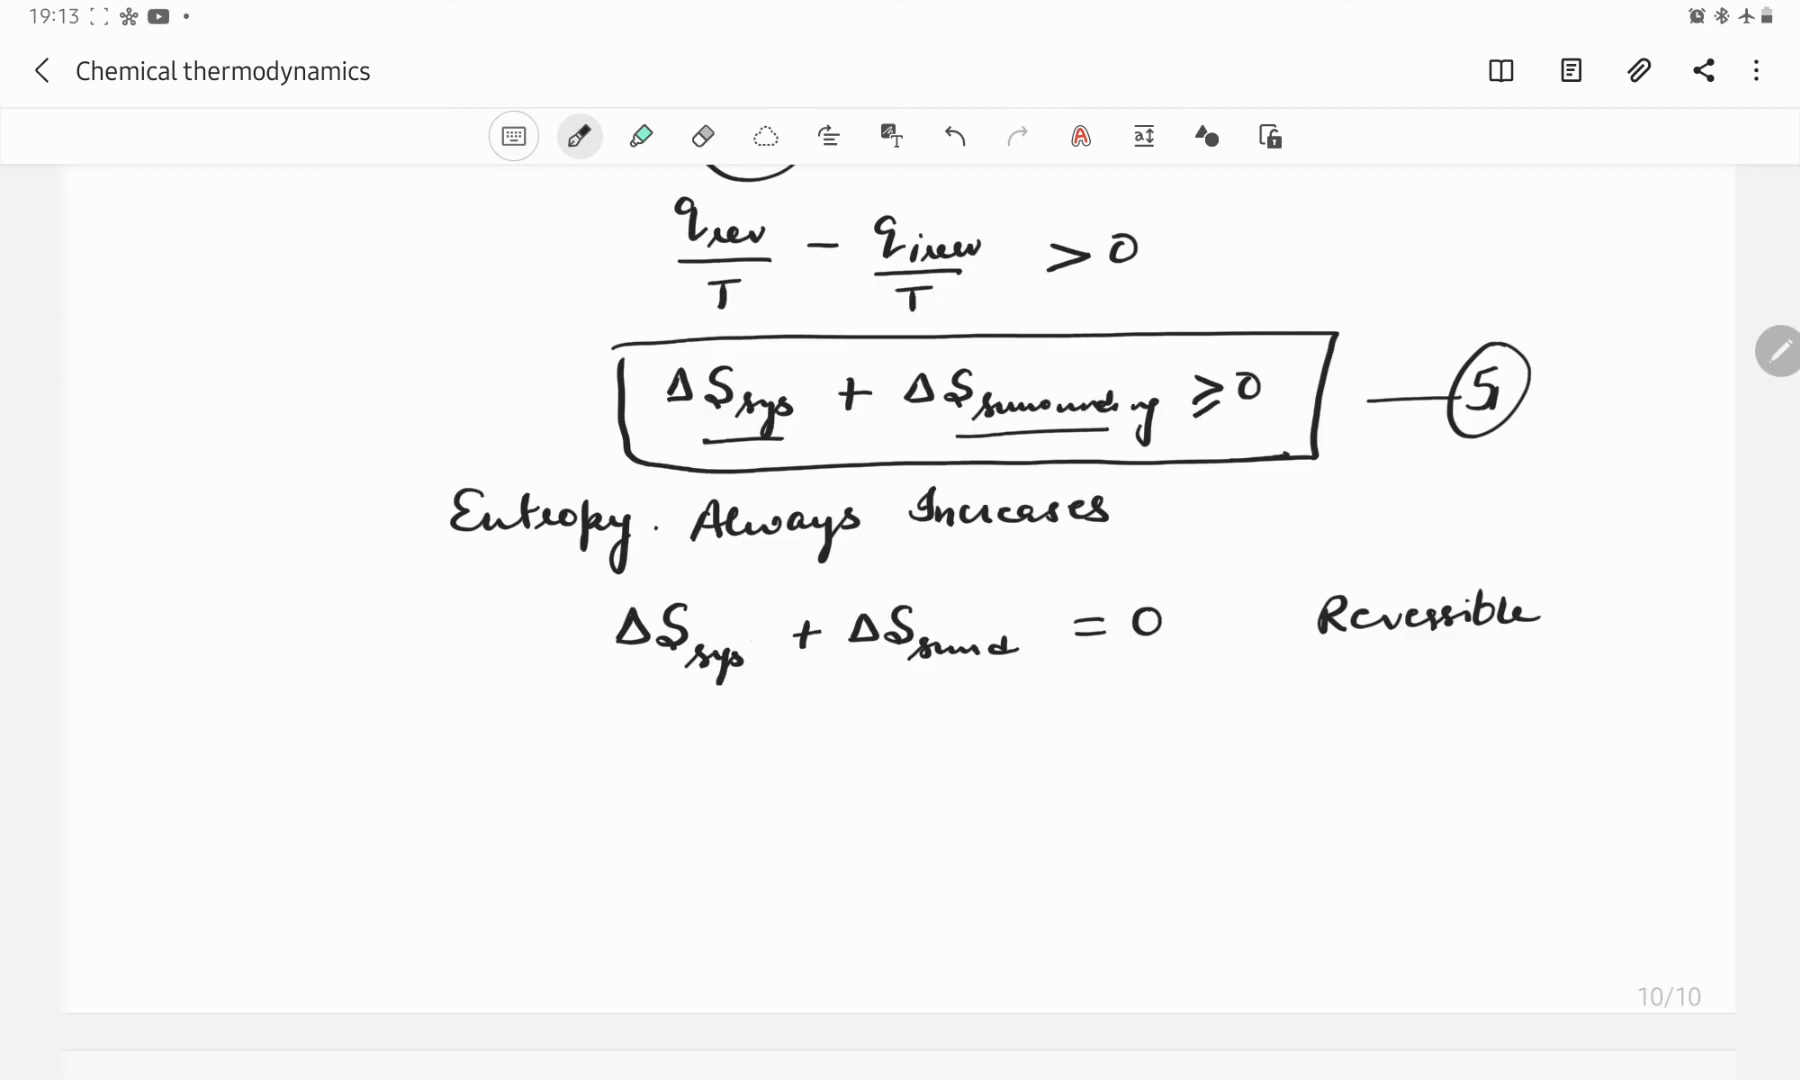 19:13
Chemical thermodynamics
q_rev/T - q_irrev/T > 0
ΔS_sys + ΔS_surrounding ≥ 0 — 5
Entropy. Always Increases
ΔS_sys + ΔS_surrd = 0 Reversible
10/10